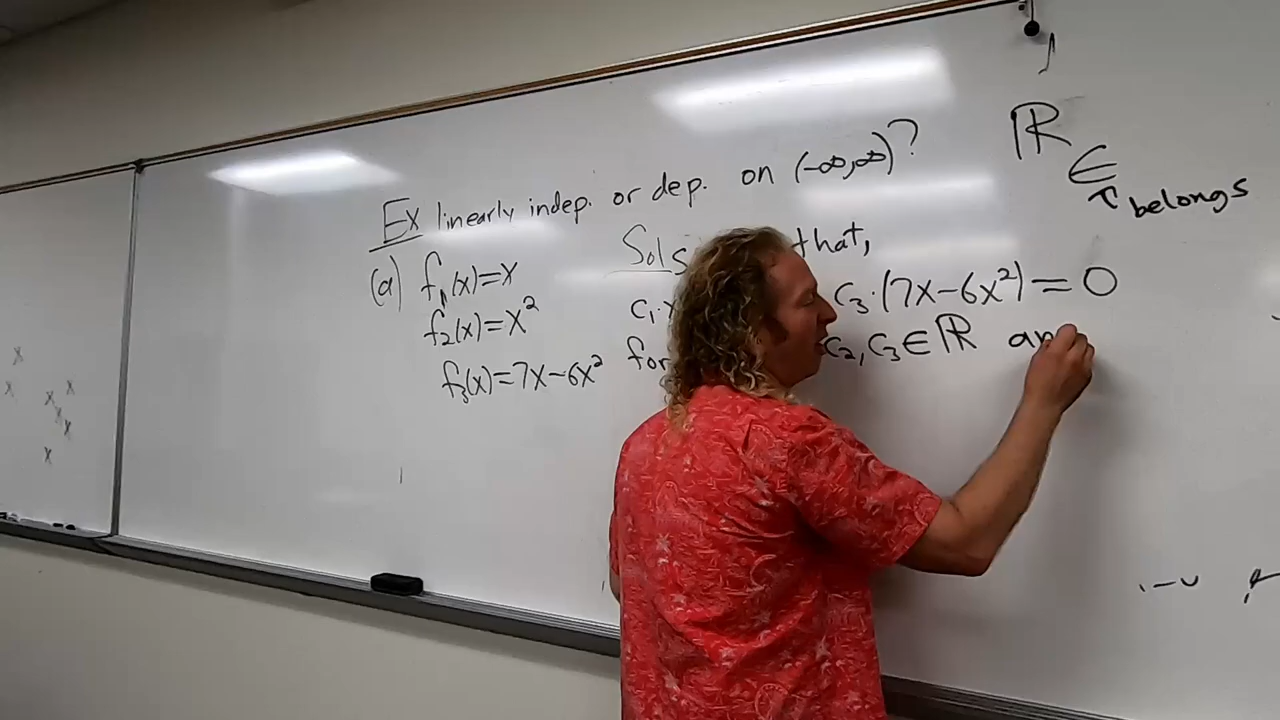 Ex linearly indep. or dep. on (-∞,∞)?
(a) f₁(x)=x
f₂(x)=x²
f₃(x)=7x-6x²
Sol s that,
c₁·x c₃·(7x-6x²)=0
for c₂,c₃∈ℝ an
ℝ
∈
belongs